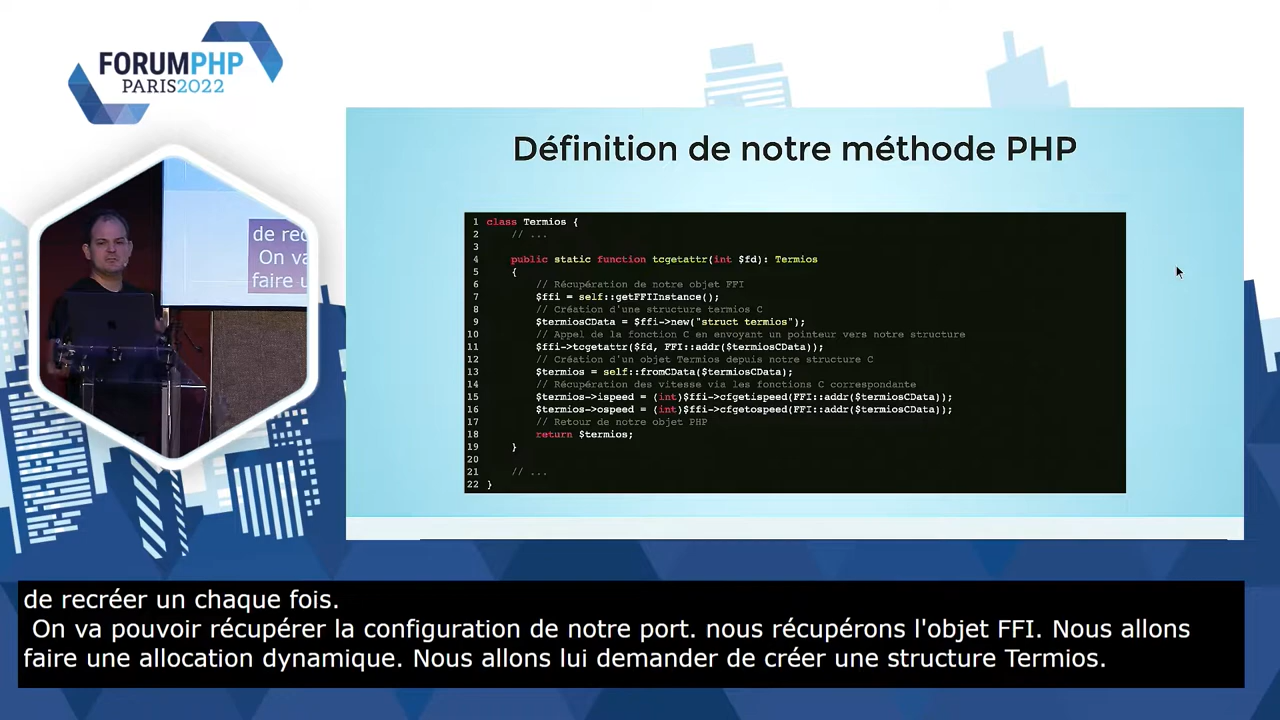 FORUMPHP
PARIS2022
de rec
On va
faire u
Définition de notre méthode PHP
1 class Termios {
2 // ...
3
4 public static function tcgetattr(int $fd): Termios
5 {
6 // Récupération de notre objet FFI
7 $ffi = self::getFFIInstance();
8 // Création d'une structure termios C
9 $termiosCData = $ffi->new("struct termios");
10 // Appel de la fonction C en envoyant un pointeur vers notre structure
11 $ffi->tcgetattr($fd, FFI::addr($termiosCData));
12 // Création d'un objet Termios depuis notre structure C
13 $termios = self::fromCData($termiosCData);
14 // Récupération des vitesse via les fonctions C correspondante
15 $termios->ispeed = (int)$ffi->cfgetispeed(FFI::addr($termiosCData));
16 $termios->ospeed = (int)$ffi->cfgetospeed(FFI::addr($termiosCData));
17 // Retour de notre objet PHP
18 return $termios;
19 }
20
21 // ...
22 }
de recréer un chaque fois.
On va pouvoir récupérer la configuration de notre port. nous récupérons l'objet FFI. Nous allons
faire une allocation dynamique. Nous allons lui demander de créer une structure Termios.